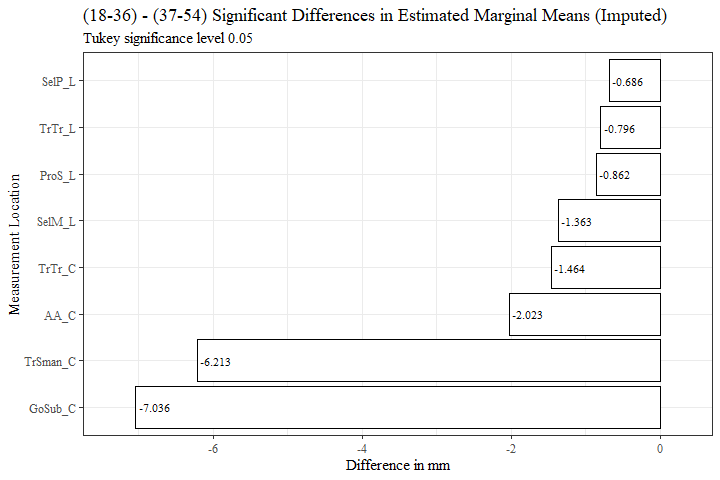 (18-36) - (37-54) Significant Differences in Estimated Marginal Means (Imputed)
Tukey significance level 0.05
Measurement Location
SelP_L
-0.686
TrTr_L
-0.796
ProS_L
-0.862
SelM_L
-1.363
TrTr_C
-1.464
AA_C
-2.023
TrSman_C
-6.213
GoSub_C
-7.036
-6 -4 -2 0
Difference in mm